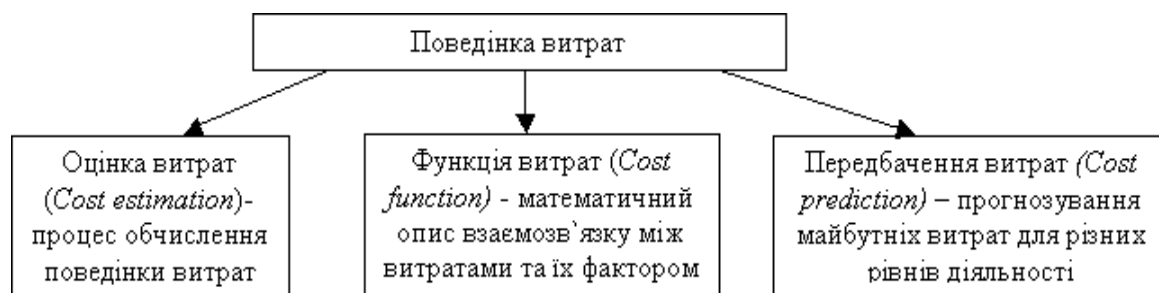 Поведінка витрат
Оцінка витрат
(Cost estimation)-
процес обчислення
поведінки витрат
Функція витрат (Cost
function) - математичний
опис взаємозв`язку між
витратами та їх фактором
Передбачення витрат (Cost
prediction) – прогнозування
майбутніх витрат для різних
рівнів діяльності